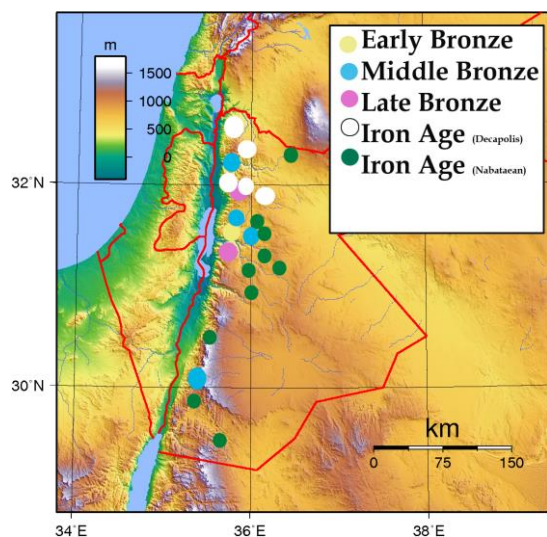 m
1500
1000
500
0
Early Bronze
Middle Bronze
Late Bronze
Iron Age (Decapolis)
Iron Age (Nabataean)
32°N
30°N
km
0 75 150
34°E 36°E 38°E